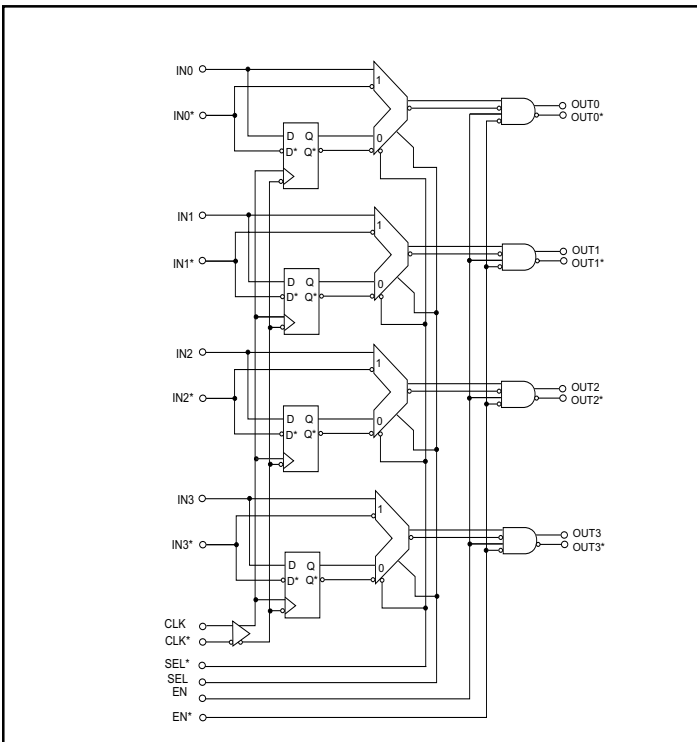 IN0
1
OUT0
IN0*
OUT0*
D Q
0
D* Q*
IN1
1
OUT1
IN1*
OUT1*
D Q
0
D* Q*
IN2
1
OUT2
IN2*
OUT2*
D Q
0
D* Q*
IN3
1
OUT3
IN3*
OUT3*
D Q
0
D* Q*
CLK
CLK*
SEL*
SEL
EN
EN*